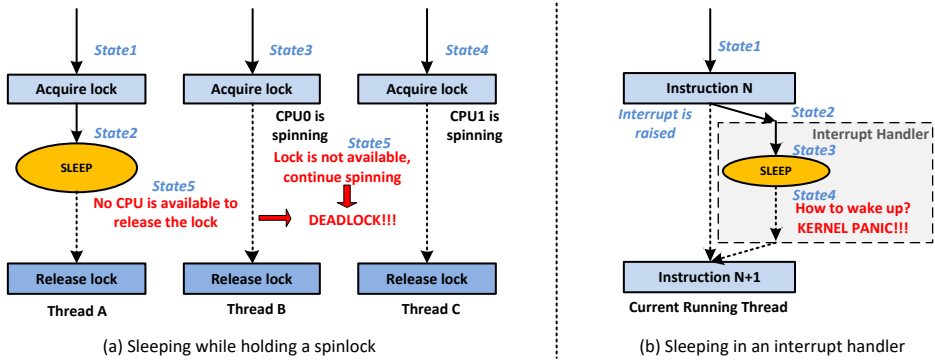 State1
Acquire lock
State2
SLEEP
State5
No CPU is available to
release the lock
Release lock
Thread A
State3
Acquire lock
CPU0 is
spinning
State5
Lock is not available,
continue spinning
DEADLOCK!!!
Release lock
Thread B
State4
Acquire lock
CPU1 is
spinning
Release lock
Thread C
(a) Sleeping while holding a spinlock
State1
Instruction N
Interrupt is
raised
State2
Interrupt Handler
State3
SLEEP
State4
How to wake up?
KERNEL PANIC!!!
Instruction N+1
Current Running Thread
(b) Sleeping in an interrupt handler